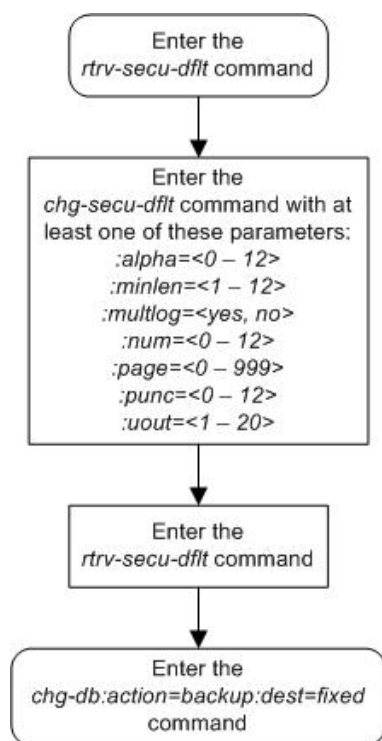 Enter the
rtrv-secu-dflt command
Enter the
chg-secu-dflt command with at
least one of these parameters:
:alpha=<0 – 12>
:minlen=<1 – 12>
:multlog=<yes, no>
:num=<0 – 12>
:page=<0 – 999>
:punc=<0 – 12>
:uout=<1 – 20>
Enter the
rtrv-secu-dflt command
Enter the
chg-db:action=backup:dest=fixed
command